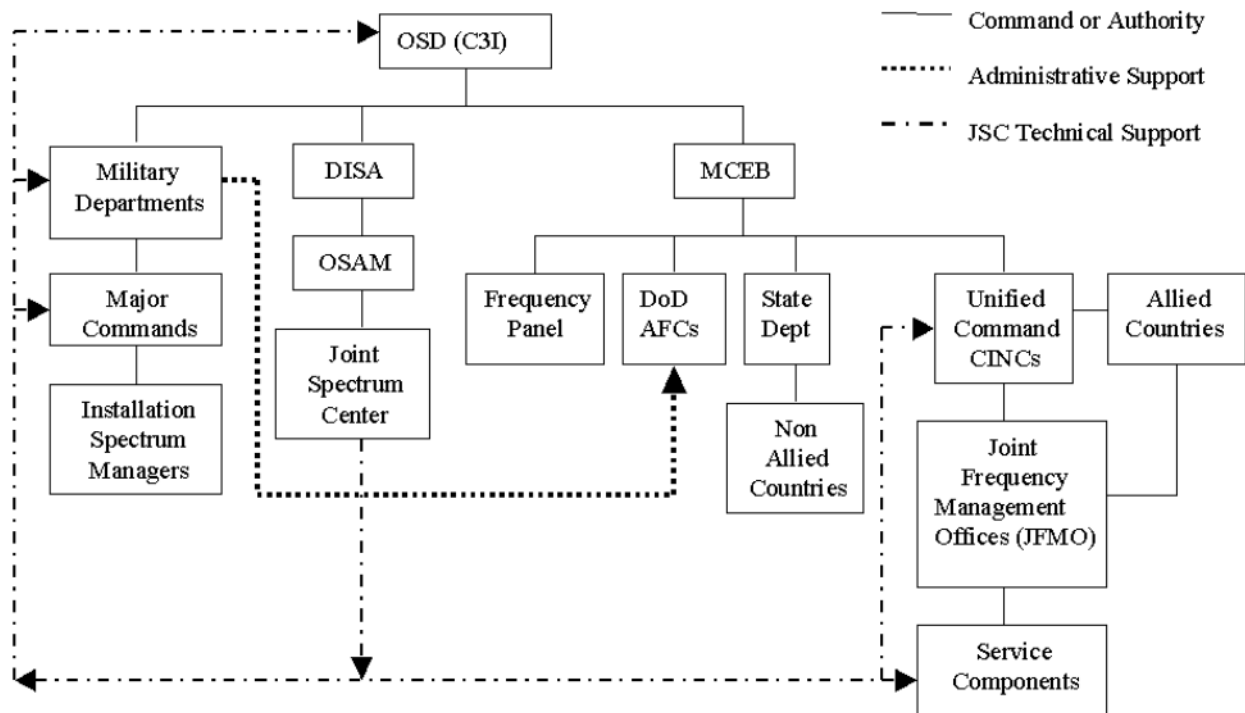 OSD (C3I)
Command or Authority
Administrative Support
JSC Technical Support
Military
Departments
DISA
MCEB
Major
Commands
OSAM
Frequency
Panel
DoD
AFCs
State
Dept
Unified
Command
CINCs
Allied
Countries
Installation
Spectrum
Managers
Joint
Spectrum
Center
Non
Allied
Countries
Joint
Frequency
Management
Offices (JFMO)
Service
Components